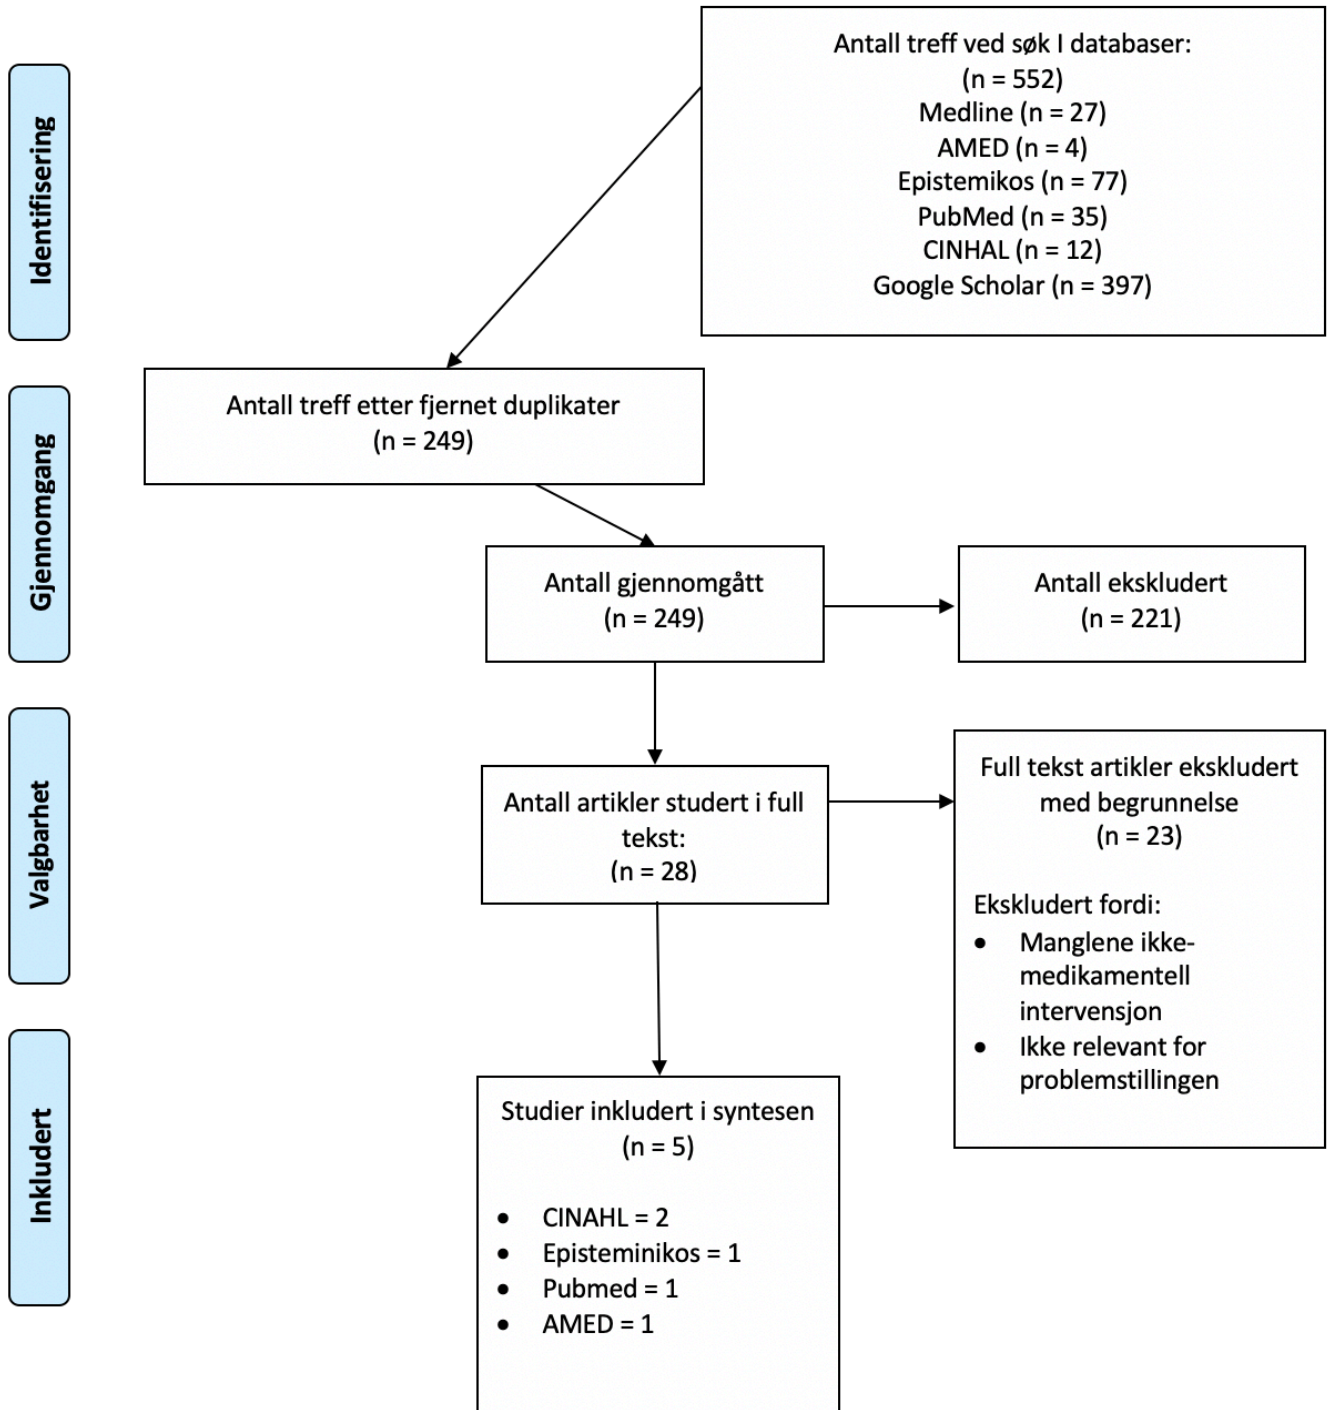 Identifisering
Antall treff ved søk I databaser:
(n = 552)
Medline (n = 27)
AMED (n = 4)
Epistemikos (n = 77)
PubMed (n = 35)
CINHAL (n = 12)
Google Scholar (n = 397)
Gjennomgang
Antall treff etter fjernet duplikater
(n = 249)
Antall gjennomgått
(n = 249)
Antall ekskludert
(n = 221)
Valgbarhet
Antall artikler studert i full
tekst:
(n = 28)
Full tekst artikler ekskludert
med begrunnelse
(n = 23)
Ekskludert fordi:
• Manglene ikke-
medikamentell
intervensjon
• Ikke relevant for
problemstillingen
Inkludert
Studier inkludert i syntesen
(n = 5)
• CINAHL = 2
• Episteminikos = 1
• Pubmed = 1
• AMED = 1